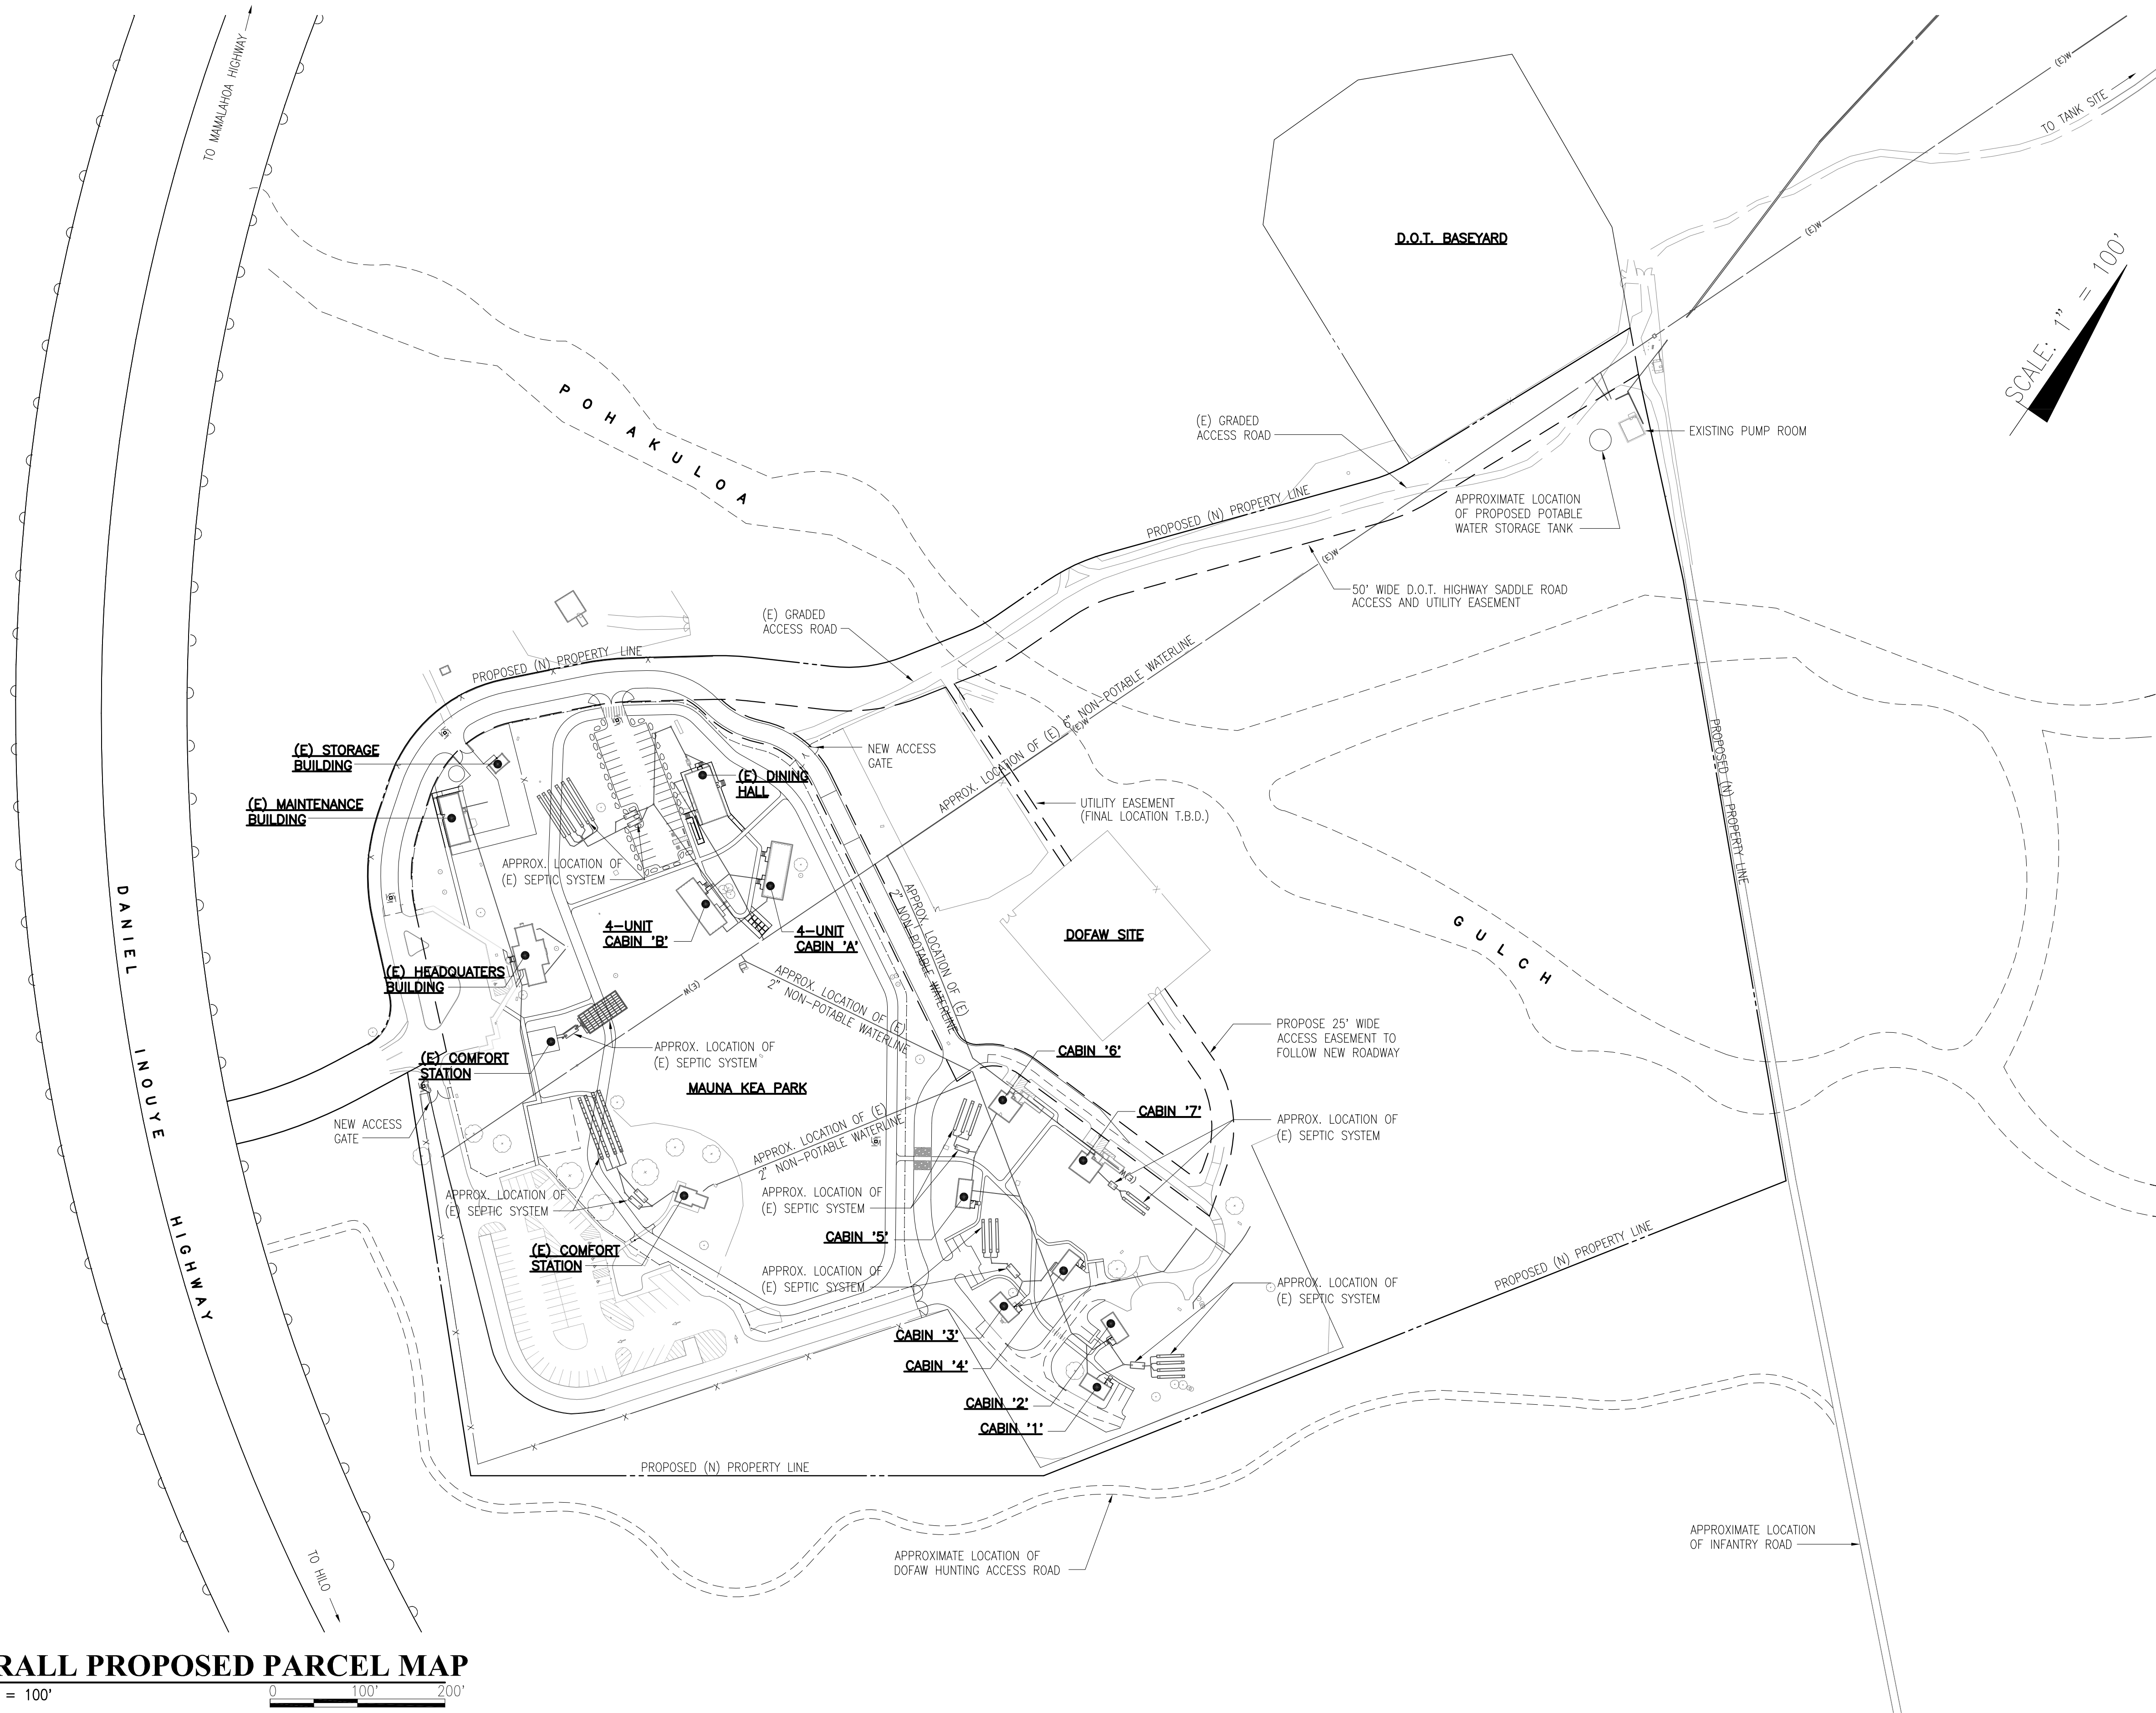 TO MAMALAHOA HIGHWAY
(E)W
TO TANK SITE
(E)W
D.O.T. BASEYARD
SCALE: 1" = 100'
POHAKULOA
(E) GRADED
ACCESS ROAD
EXISTING PUMP ROOM
PROPOSED (N) PROPERTY LINE
APPROXIMATE LOCATION
OF PROPOSED POTABLE
WATER STORAGE TANK
(E)W
50' WIDE D.O.T. HIGHWAY SADDLE ROAD
ACCESS AND UTILITY EASEMENT
(E) GRADED
ACCESS ROAD
PROPOSED (N) PROPERTY LINE
APPROX. LOCATION OF (E) 6" NON-POTABLE WATERLINE
(E)W
PROPOSED (N) PROPERTY LINE
(E) STORAGE
BUILDING
NEW ACCESS
GATE
(E) DINING
HALL
(E) MAINTENANCE
BUILDING
UTILITY EASEMENT
(FINAL LOCATION T.B.D.)
APPROX. LOCATION OF
(E) SEPTIC SYSTEM
DANIEL INOUYE HIGHWAY
4-UNIT
CABIN 'B'
4-UNIT
CABIN 'A'
APPROX. LOCATION OF (E)
2" NON-POTABLE WATERLINE
DOFAW SITE
GULCH
(E) HEADQUATERS
BUILDING
(E)W
APPROX. LOCATION OF (E)
2" NON-POTABLE WATERLINE
PROPOSE 25' WIDE
ACCESS EASEMENT TO
FOLLOW NEW ROADWAY
(E) COMFORT
STATION
APPROX. LOCATION OF
(E) SEPTIC SYSTEM
CABIN '6'
MAUNA KEA PARK
NEW ACCESS
GATE
APPROX. LOCATION OF (E)
2" NON-POTABLE WATERLINE
CABIN '7'
APPROX. LOCATION OF
(E) SEPTIC SYSTEM
(E)W
APPROX. LOCATION OF
(E) SEPTIC SYSTEM
APPROX. LOCATION OF
(E) SEPTIC SYSTEM
CABIN '5'
(E) COMFORT
STATION
APPROX. LOCATION OF
(E) SEPTIC SYSTEM
APPROX. LOCATION OF
(E) SEPTIC SYSTEM
PROPOSED (N) PROPERTY LINE
CABIN '3'
CABIN '4'
CABIN '2'
CABIN '1'
PROPOSED (N) PROPERTY LINE
APPROXIMATE LOCATION OF
DOFAW HUNTING ACCESS ROAD
APPROXIMATE LOCATION
OF INFANTRY ROAD
TO HILO
RALL PROPOSED PARCEL MAP
= 100'
0 100' 200'